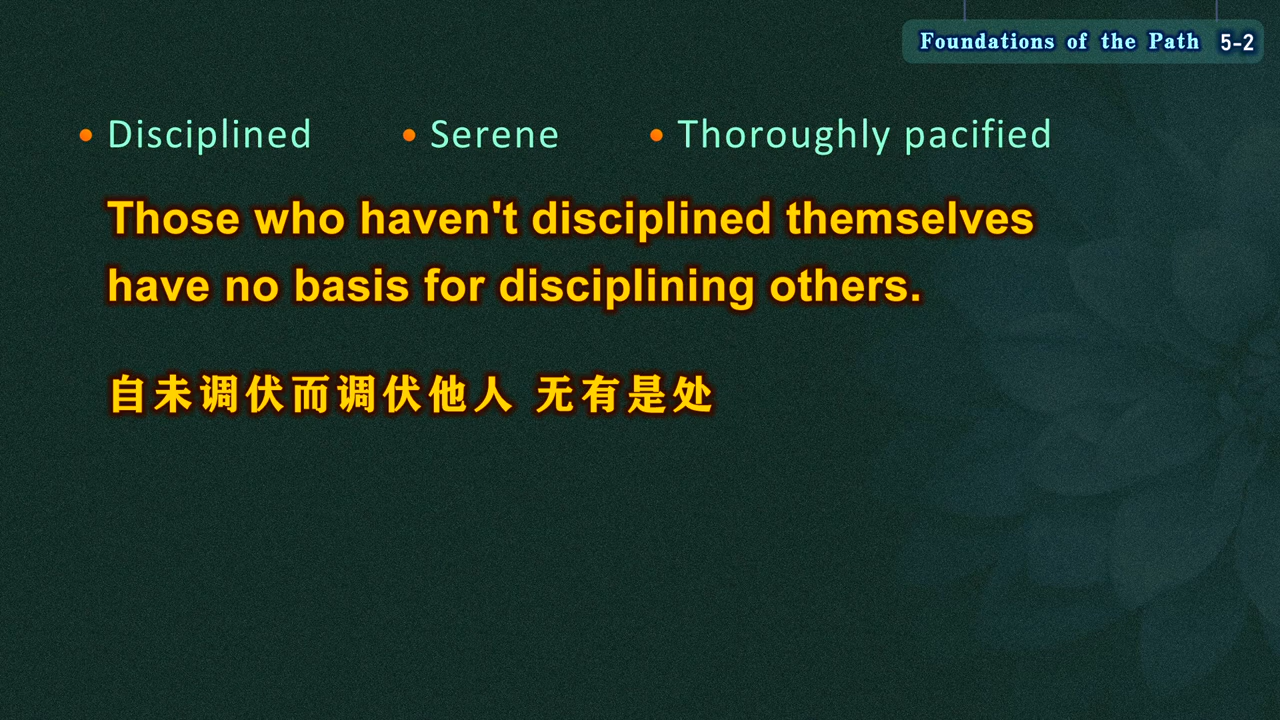 Foundations of the Path 5-2
• Disciplined • Serene • Thoroughly pacified
Those who haven't disciplined themselves
have no basis for disciplining others.
自未调伏而调伏他人 无有是处